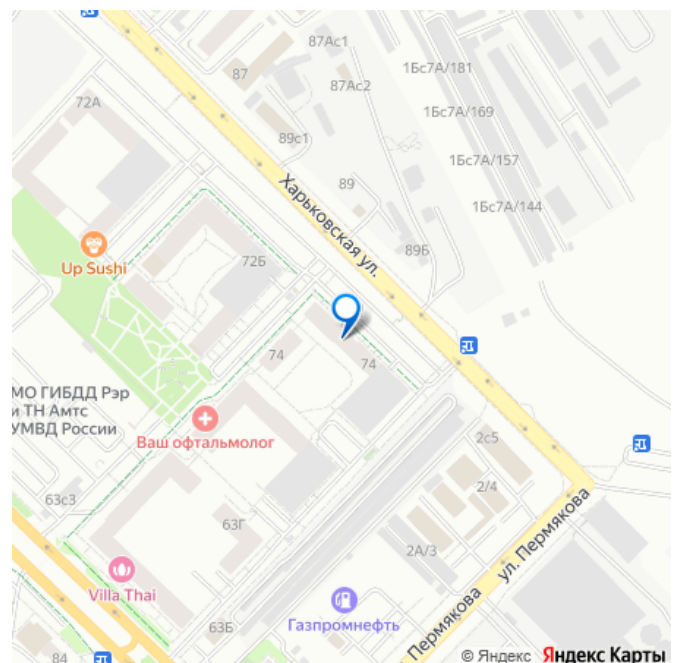 87Ас1
87
87Ас2
1Бс7А/181
72А
1Бс7А/169
89с1
1Бс7А/157
89
1Бс7А/144
Харьковская ул.
Up Sushi
72Б
89Б
74
74
МО ГИБДД Рэр
и ТН Амтс
УМВД России
Ваш офтальмолог
2с5
63с3
2/4
63Г
2А/3
ул. Пермякова
Villa Thai
63Б
Газпромнефть
Пермякова
84
© Яндекс Яндекс Карты